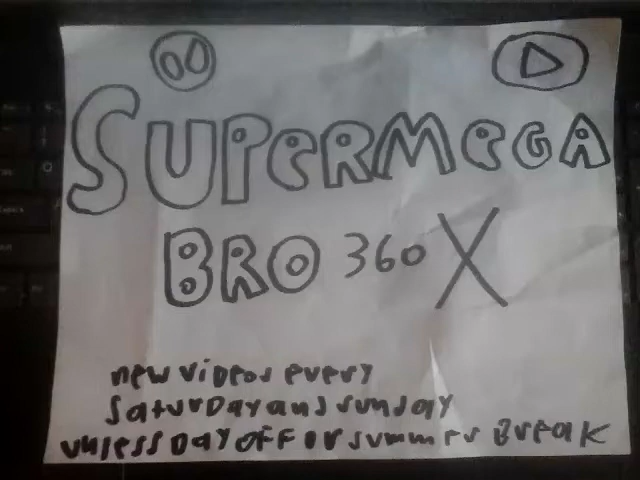 SUPERMEGA
BRO 360 X
new videos every
saturday and sunday
unless day off or summer Break